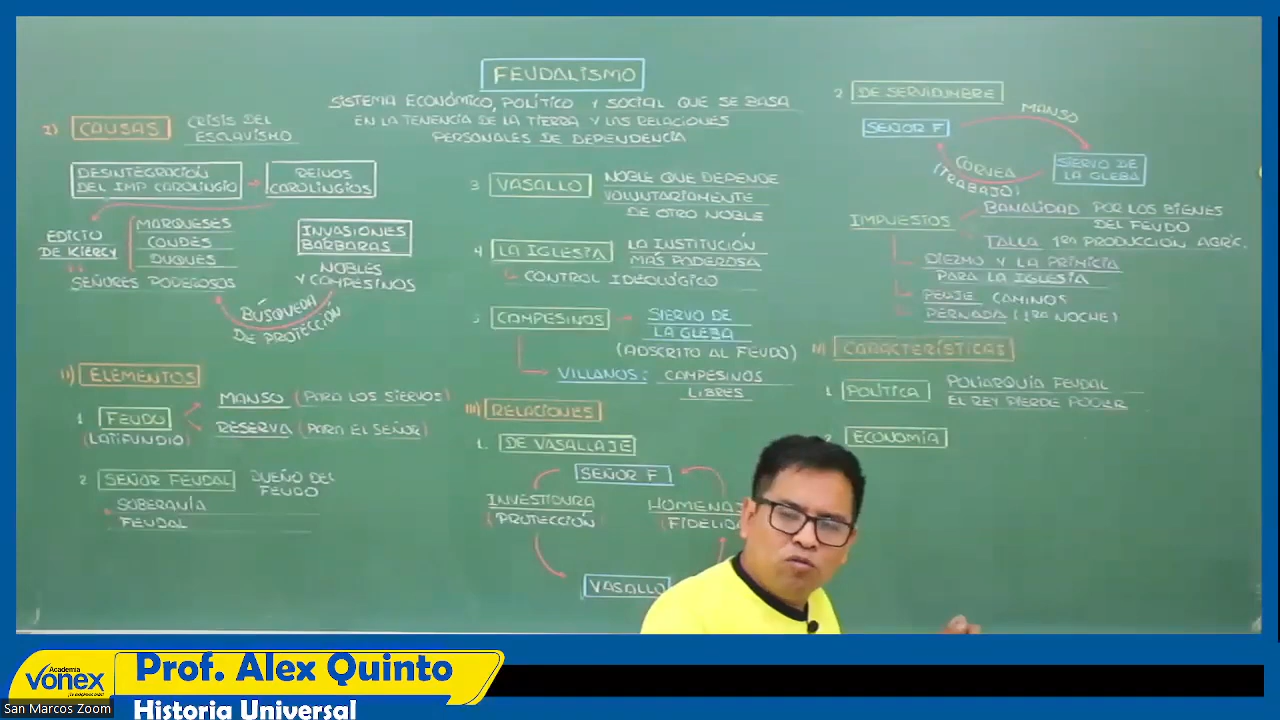 FEUDALISMO
SISTEMA ECONÓMICO, POLÍTICO Y SOCIAL QUE SE BASA
EN LA TENENCIA DE LA TIERRA Y LAS RELACIONES
PERSONALES DE DEPENDENCIA
I) CAUSAS
CRISIS DEL
ESCLAVISMO
DESINTEGRACIÓN
DEL IMP CAROLINGIO
REINOS
CAROLINGIOS
EDICTO
DE KIERCY
MARQUESES
CONDES
DUQUES
SEÑORES PODEROSOS
INVASIONES
BÁRBARAS
NOBLES
Y CAMPESINOS
BÚSQUEDA
DE PROTECCIÓN
II) ELEMENTOS
1 FEUDO
(LATIFUNDIO)
MANSO (PARA LOS SIERVOS)
RESERVA (PARA EL SEÑOR)
2 SEÑOR FEUDAL
DUEÑO DEL
FEUDO
SOBERANÍA
FEUDAL
3 VASALLO
NOBLE QUE DEPENDE
VOLUNTARIAMENTE
DE OTRO NOBLE
4 LA IGLESIA
LA INSTITUCIÓN
MÁS PODEROSA
CONTROL IDEOLÓGICO
5 CAMPESINOS
SIERVO DE
LA GLEBA
(ADSCRITO AL FEUDO)
VILLANOS: CAMPESINOS
LIBRES
III) RELACIONES
1. DE VASALLAJE
SEÑOR F
INVESTIDURA
(PROTECCIÓN)
VASALLO
2 DE SERVIDUMBRE
SEÑOR F
MANSO
SIERVO DE
LA GLEBA
CORVEA
(TRABAJO)
IMPUESTOS
BANALIDAD POR LOS BIENES
DEL FEUDO
TALLA 1RA PRODUCCIÓN AGRÍC.
DIEZMO Y LA PRIMICIA
PARA LA IGLESIA
PEAJE CAMINOS
PERNADA (1RA NOCHE)
IV) CARACTERÍSTICAS
1 POLÍTICA
POLIARQUÍA FEUDAL
EL REY PIERDE PODER
2 ECONOMÍA
Academia
VONEX
Prof. Alex Quinto
Historia Universal
San Marcos Zoom